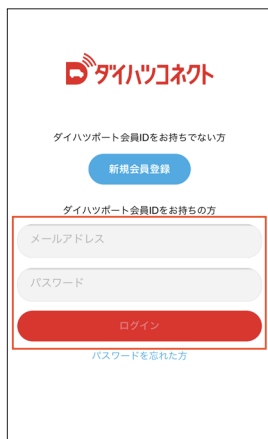 ダイハツコネクト
ダイハツポート会員IDをお持ちでない方
新規会員登録
ダイハツポート会員IDをお持ちの方
メールアドレス
パスワード
ログイン
パスワードを忘れた方